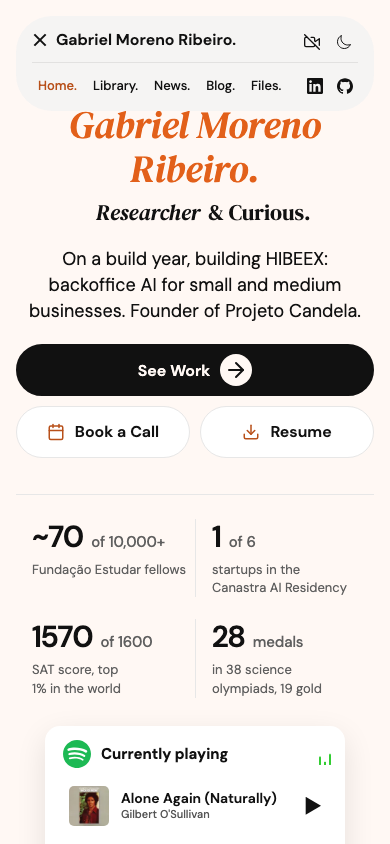 Gabriel Moreno Ribeiro.
Home. Library. News. Blog. Files.
Gabriel Moreno
Ribeiro.
Researcher & Curious.
On a build year, building HIBEEX:
backoffice AI for small and medium
businesses. Founder of Projeto Candela.
See Work
Book a Call
Resume
~70 of 10,000+
Fundação Estudar fellows
1 of 6
startups in the
Canastra AI Residency
1570 of 1600
SAT score, top
1% in the world
28 medals
in 38 science
olympiads, 19 gold
Currently playing
Alone Again (Naturally)
Gilbert O'Sullivan